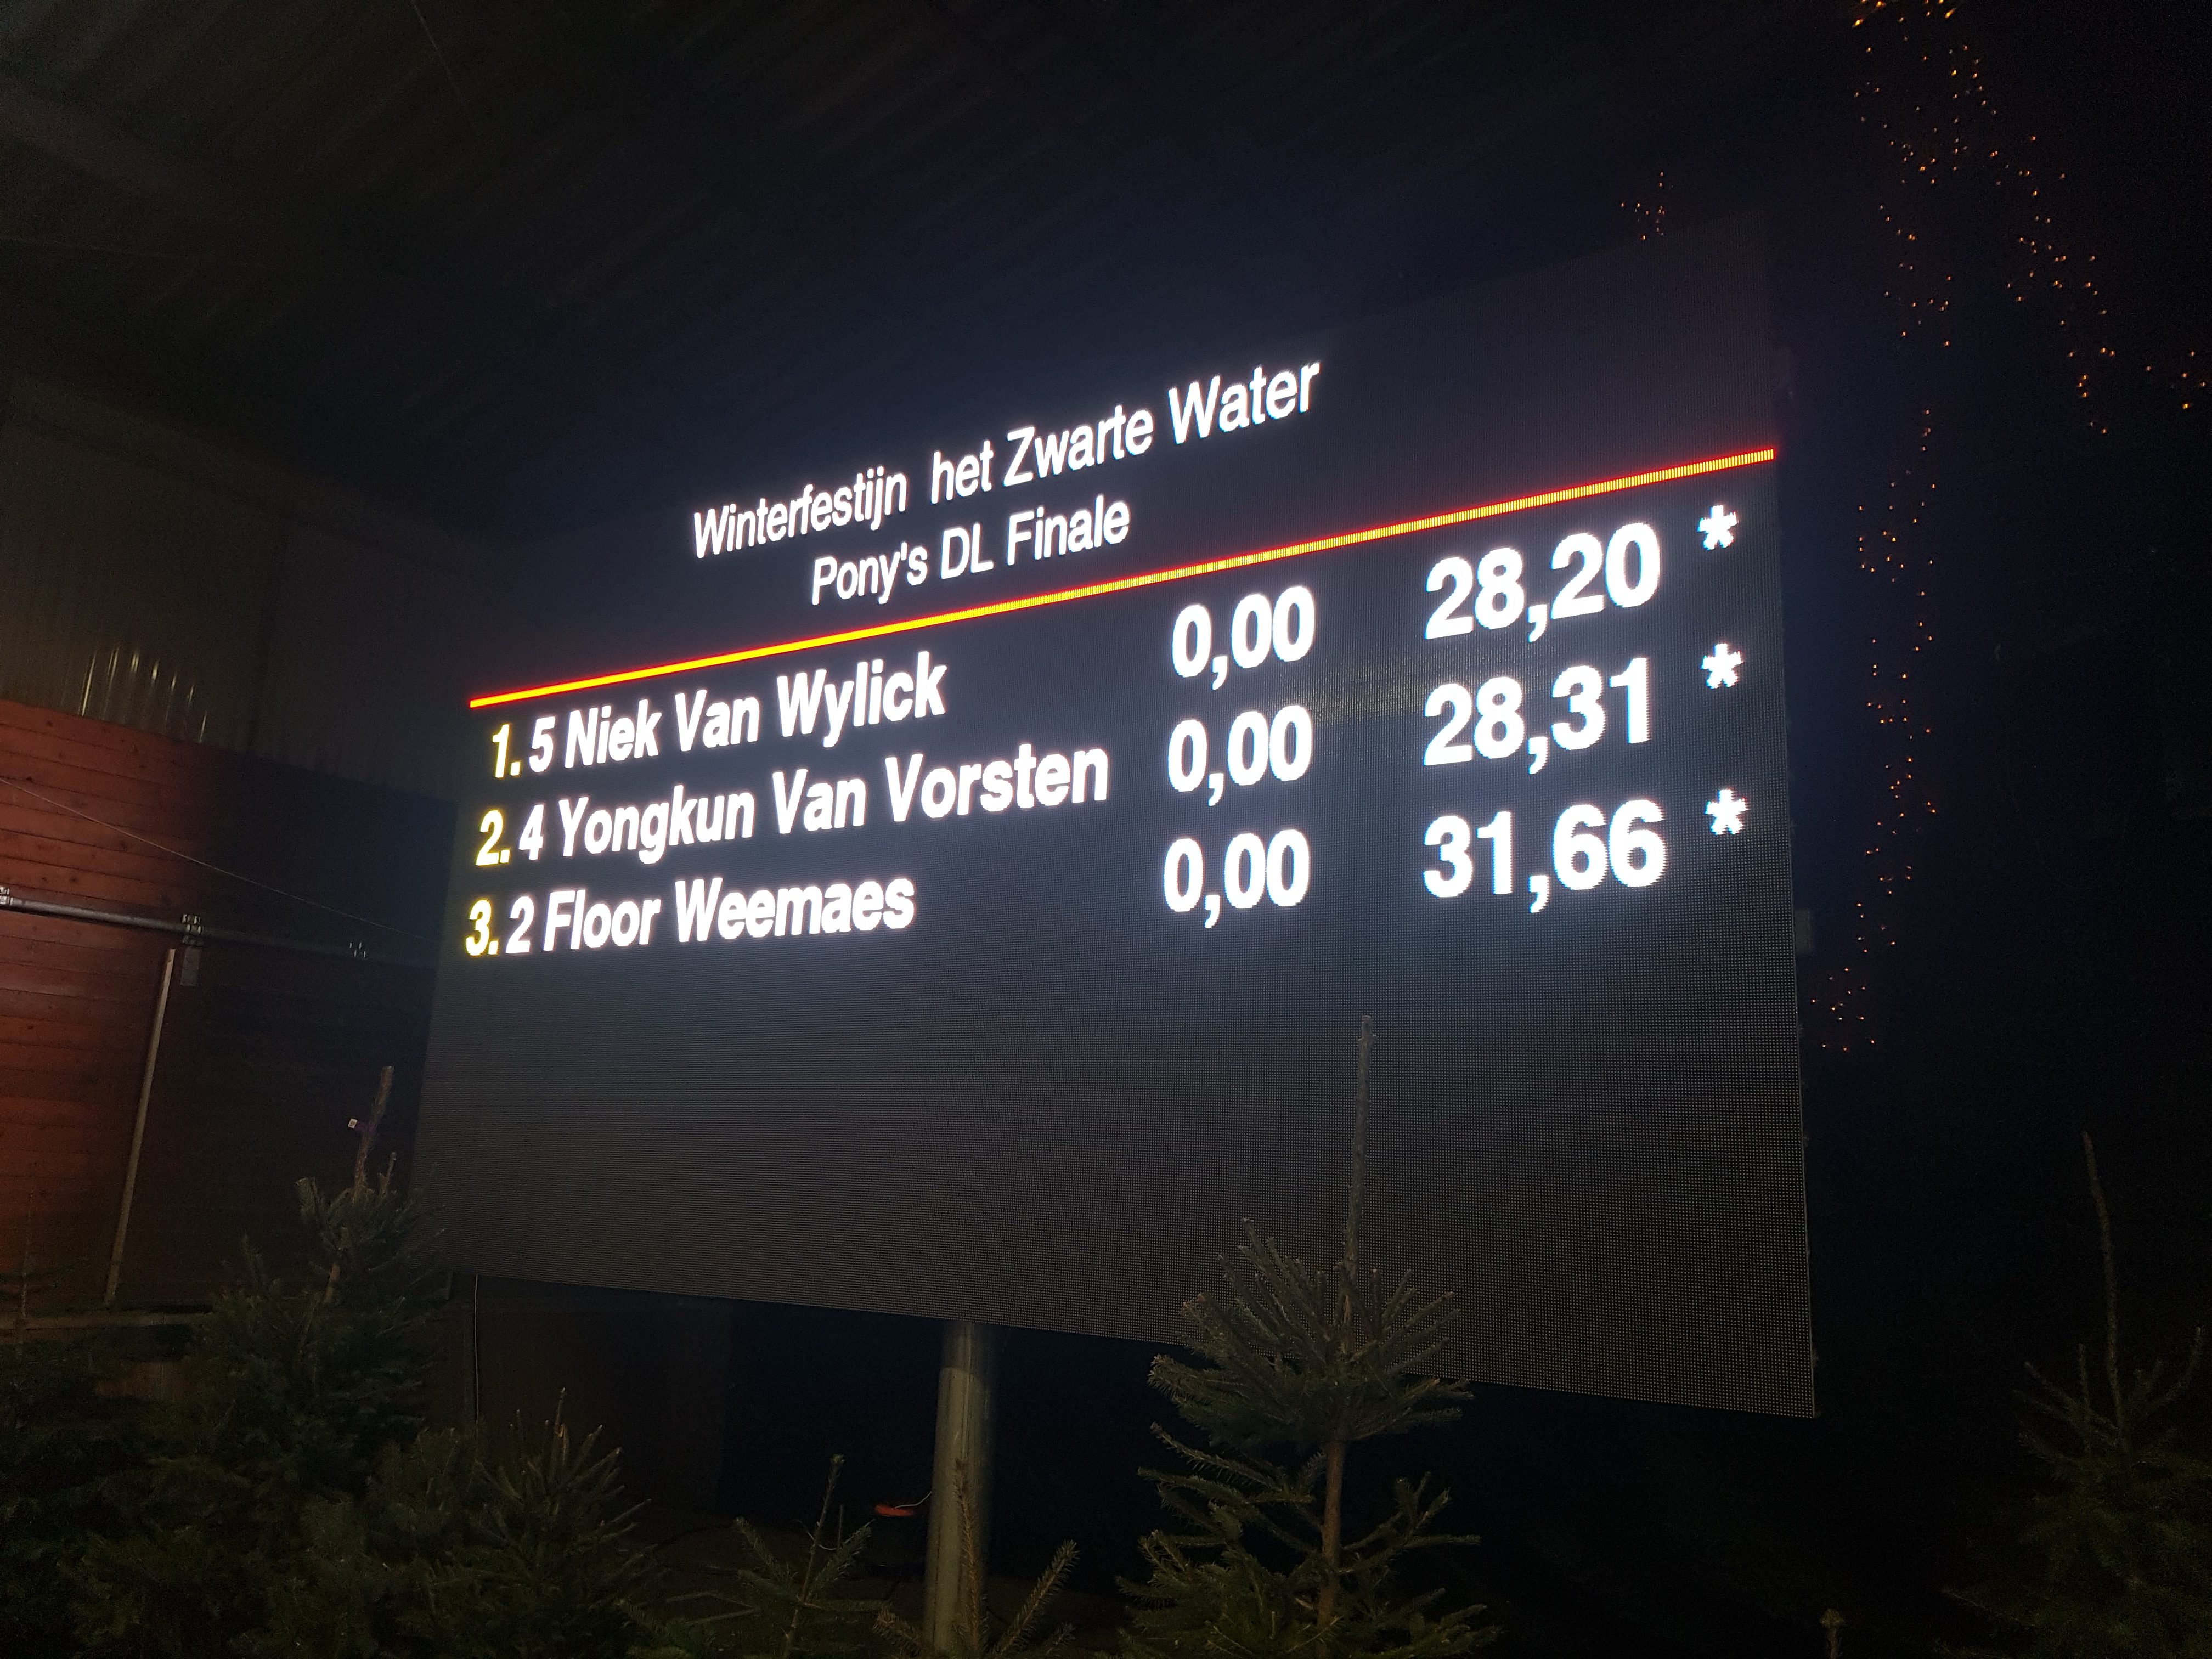 Winterfestijn het Zwarte Water
Pony's DL Finale
1. 5 Niek Van Wylick 0,00 28,20 *
2. 4 Yongkun Van Vorsten 0,00 28,31 *
3. 2 Floor Weemaes 0,00 31,66 *